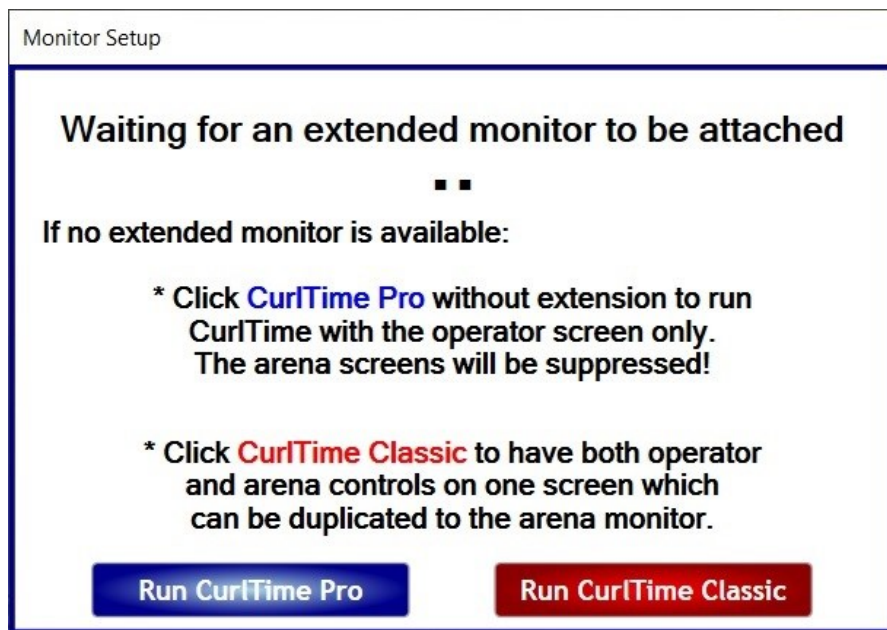 Monitor Setup
Waiting for an extended monitor to be attached
If no extended monitor is available:
* Click CurlTime Pro without extension to run
CurlTime with the operator screen only.
The arena screens will be suppressed!
* Click CurlTime Classic to have both operator
and arena controls on one screen which
can be duplicated to the arena monitor.
Run CurlTime Pro
Run CurlTime Classic